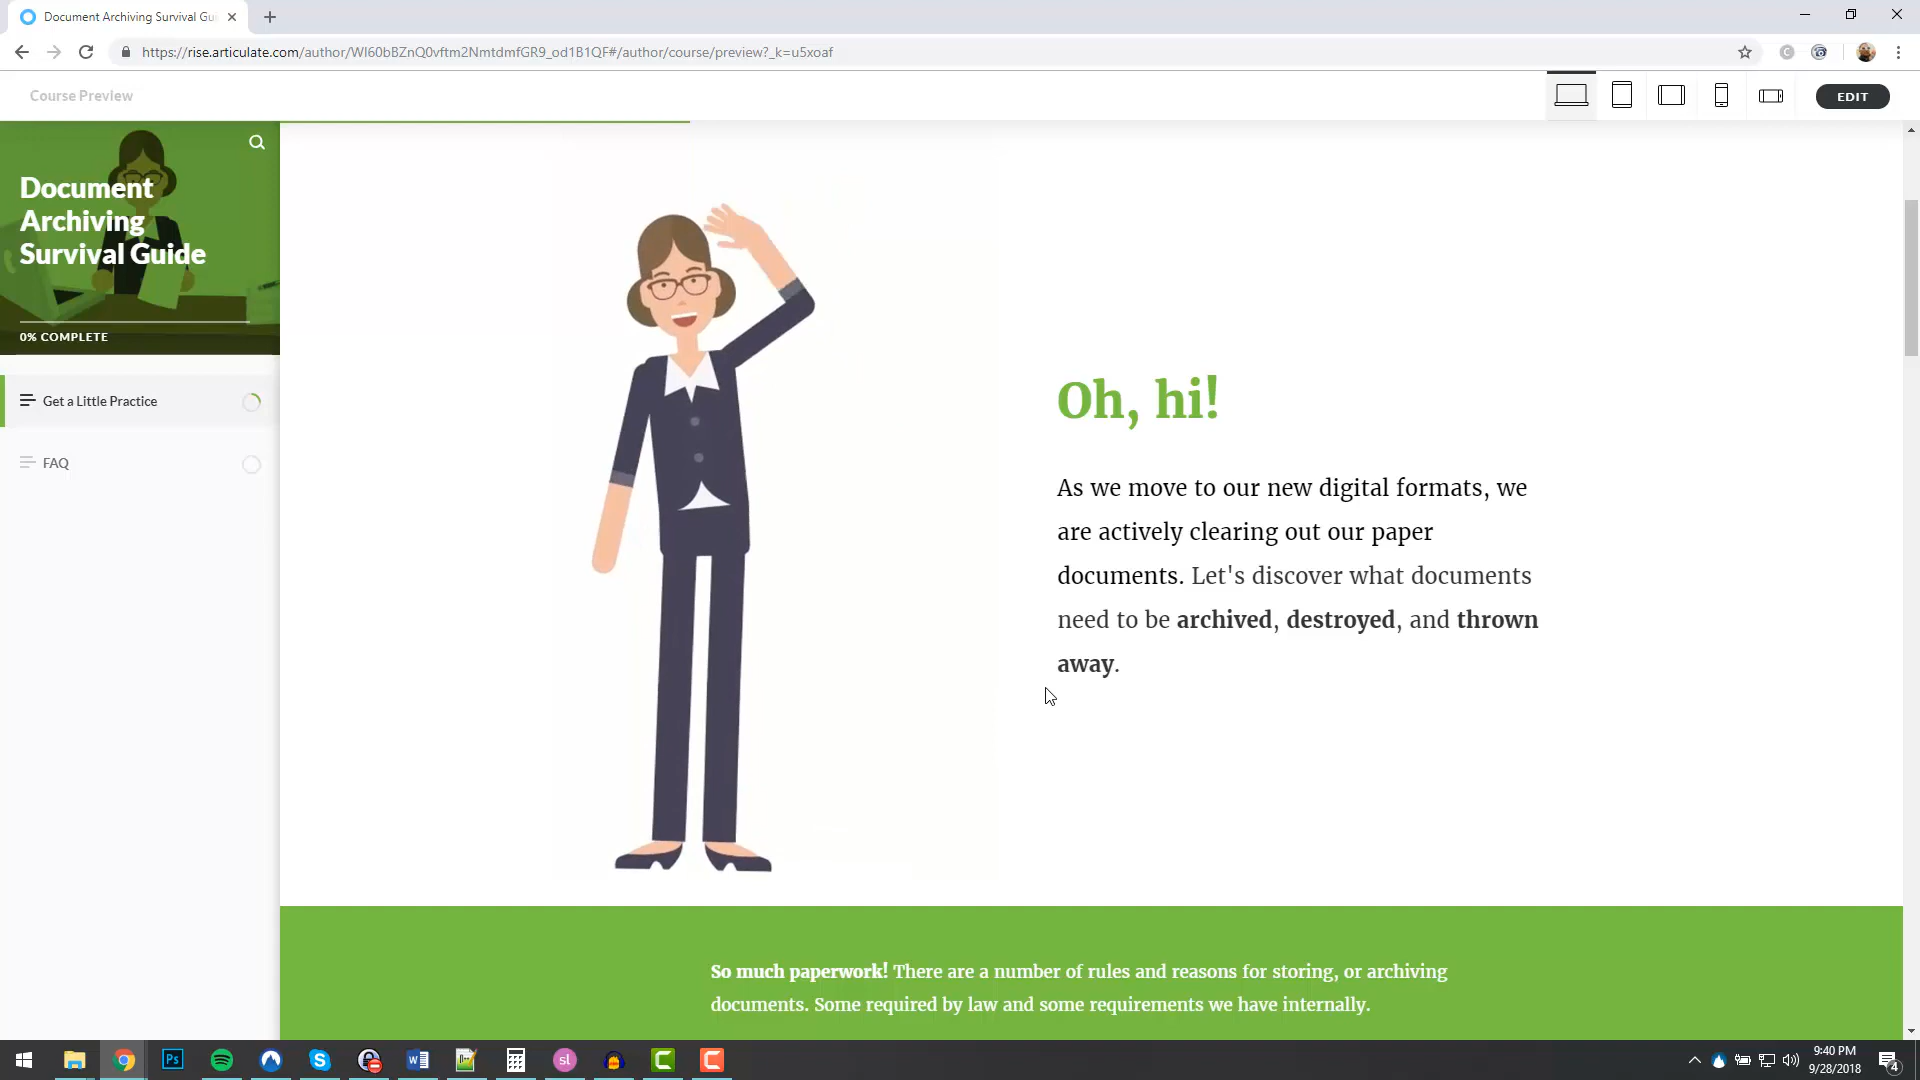 Document Archiving Survival Gu
https://rise.articulate.com/author/WI60bBZnQ0vftm2NmtdmfGR9_od1B1QF#/author/course/preview?_k=u5xoaf
Course Preview
EDIT
Document
Archiving
Survival Guide
0% COMPLETE
Get a Little Practice
FAQ
Oh, hi!
As we move to our new digital formats, we
are actively clearing out our paper
documents. Let's discover what documents
need to be archived, destroyed, and thrown
away.
So much paperwork! There are a number of rules and reasons for storing, or archiving
documents. Some required by law and some requirements we have internally.
Ps
S
W
sl
C
C
9:40 PM
9/28/2018
4